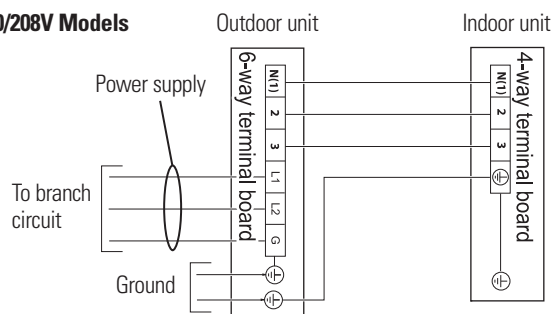 0/208V Models
Outdoor unit
Indoor unit
Power supply
To branch
circuit
Ground
6-way terminal board
N(1)
2
3
L1
L2
G
4-way terminal board
N(1)
2
3